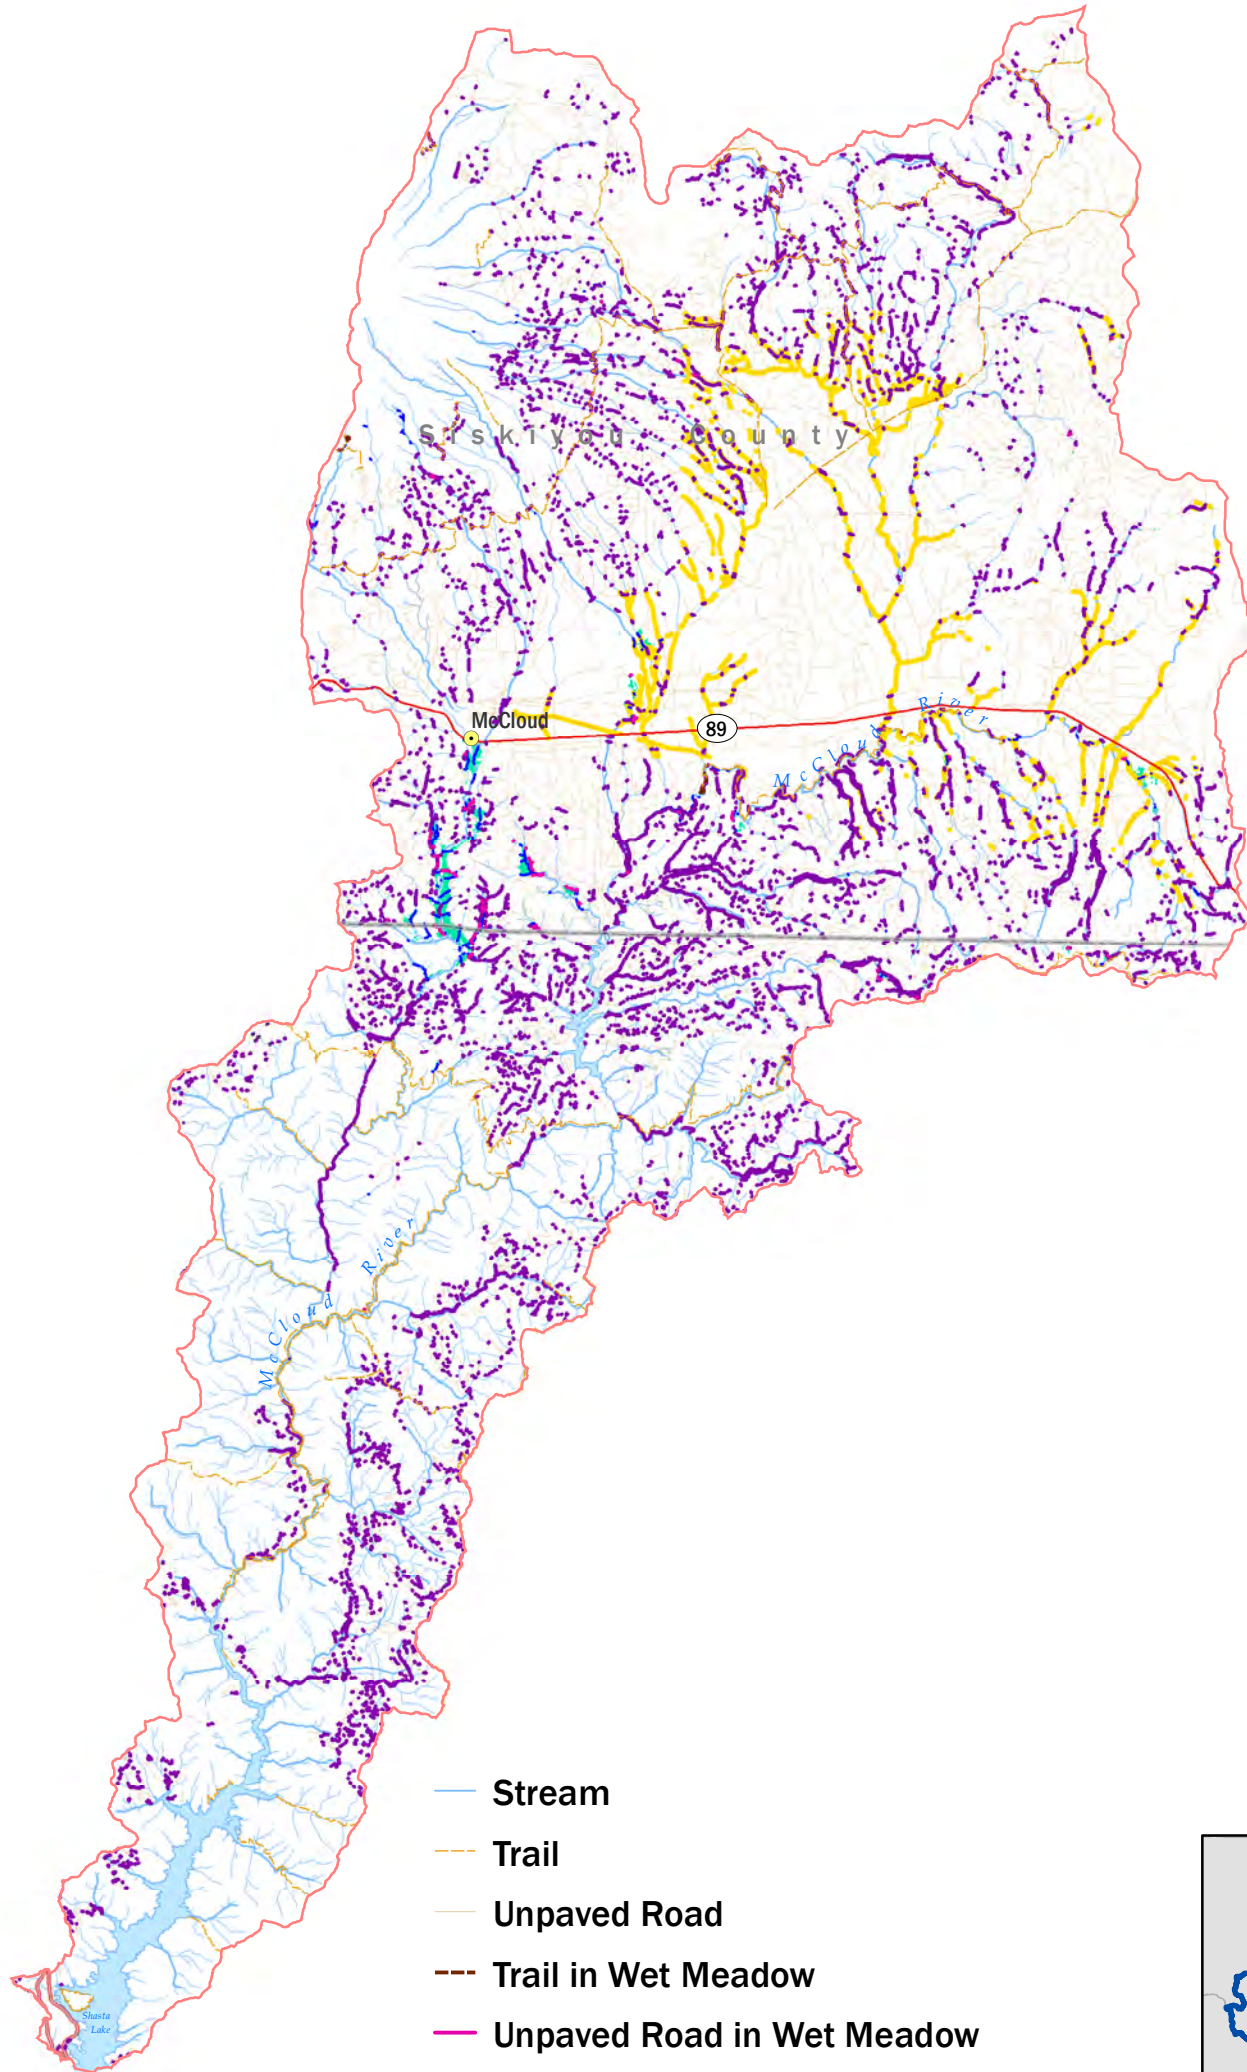 Siskiyou County
McCloud
89
McCloud River
McCloud River
Shasta
Lake
Stream
Trail
Unpaved Road
Trail in Wet Meadow
Unpaved Road in Wet Meadow